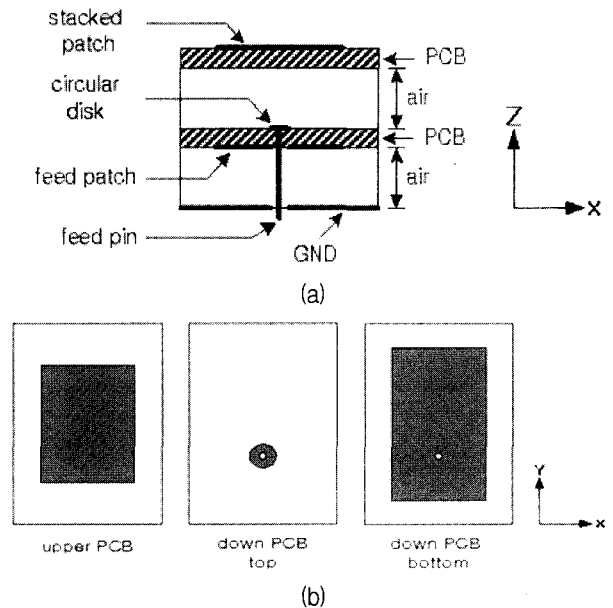 stacked
patch
PCB
circular
disk
air
PCB
feed patch
air
feed pin
GND
Z
X
(a)
upper PCB
down PCB
top
down PCB
bottom
Y
X
(b)